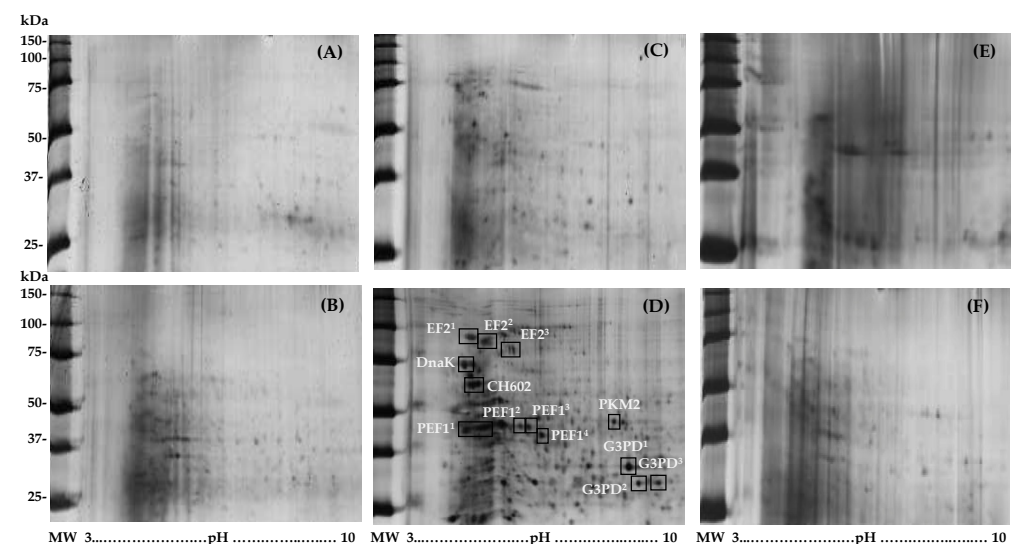 kDa
150-
100-
75-
50-
37-
25-
(A)
(C)
(E)
kDa
150-
100-
75-
50-
37-
25-
(B)
(D)
EF2¹
EF2²
EF2³
DnaK
CH602
PEF1¹
PEF1²
PEF1³
PEF1⁴
PKM2
G3PD¹
G3PD³
G3PD²
(F)
MW 3...………………..pH ………….…..… 10
MW 3...………………..pH ………….…..… 10
MW 3...………………..pH ………….…..… 10